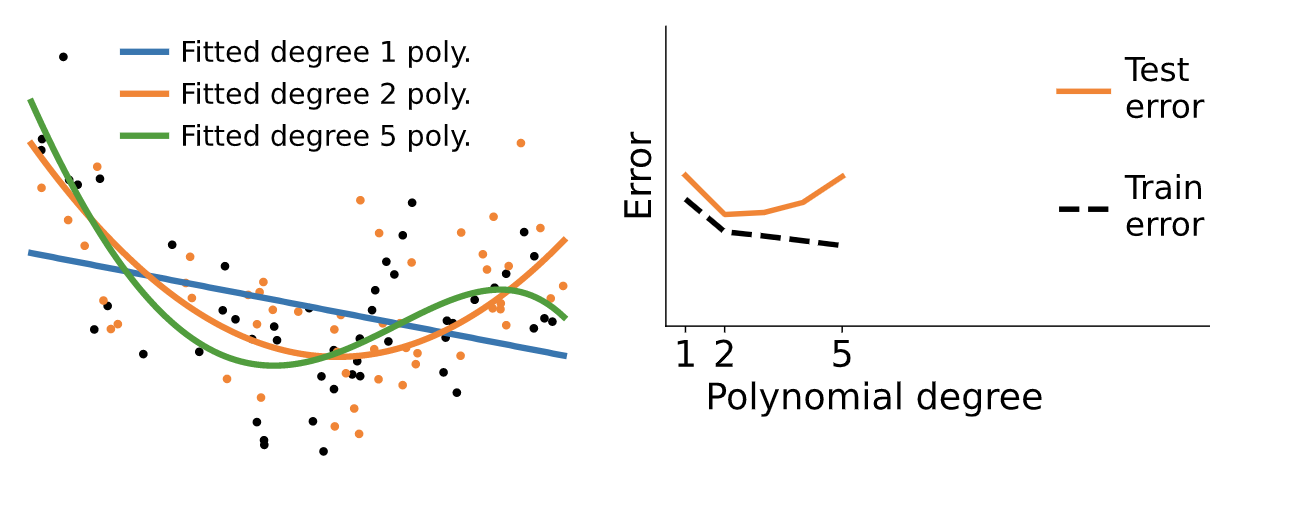 Fitted degree 1 poly.
Fitted degree 2 poly.
Fitted degree 5 poly.
Error
1 2 5
Polynomial degree
Test
error
Train
error